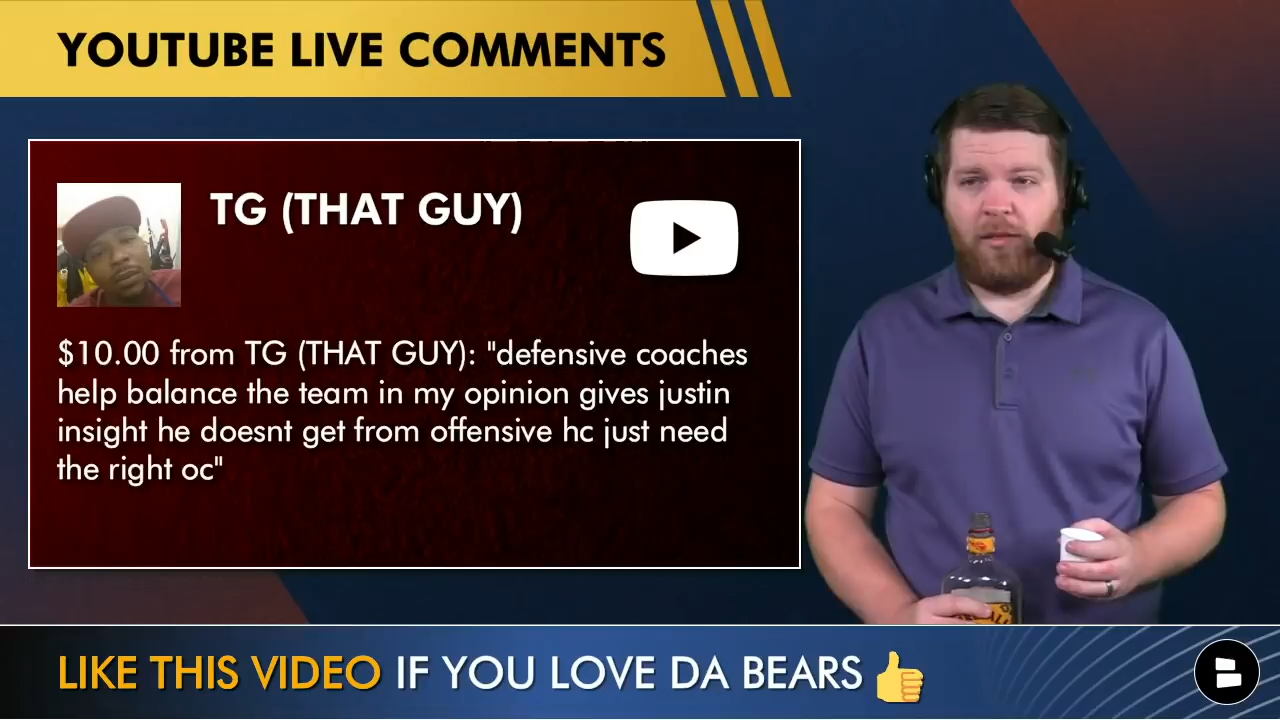 YOUTUBE LIVE COMMENTS
TG (THAT GUY)
$10.00 from TG (THAT GUY): "defensive coaches
help balance the team in my opinion gives justin
insight he doesnt get from offensive hc just need
the right oc"
LIKE THIS VIDEO IF YOU LOVE DA BEARS